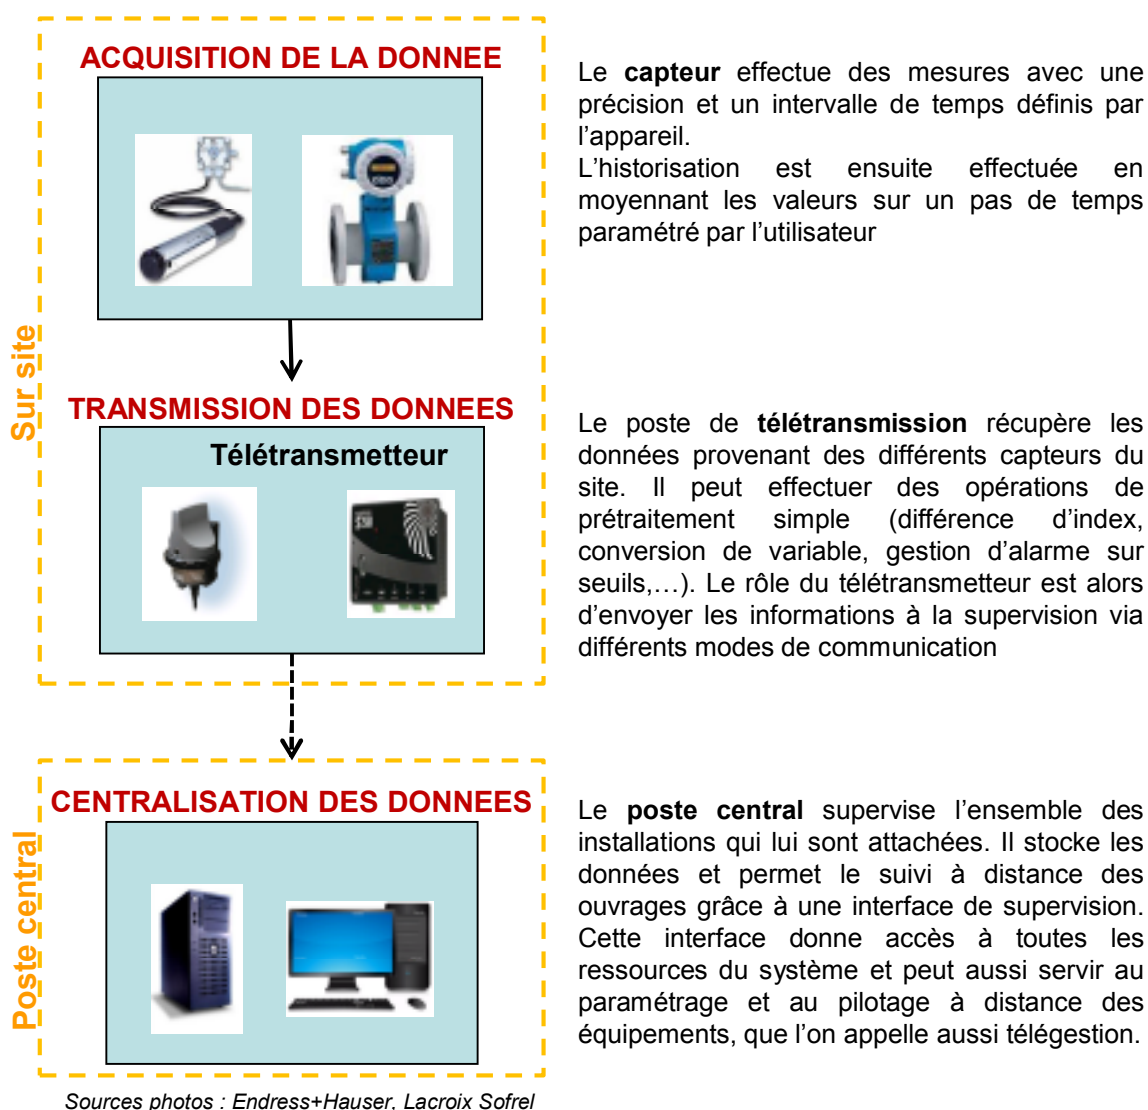 ACQUISITION DE LA DONNEE
Le capteur effectue des mesures avec une
précision et un intervalle de temps définis par
l’appareil.
L’historisation est ensuite effectuée en
moyennant les valeurs sur un pas de temps
paramétré par l’utilisateur
Sur site
TRANSMISSION DES DONNEES
Télétransmetteur
Le poste de télétransmission récupère les
données provenant des différents capteurs du
site. Il peut effectuer des opérations de
prétraitement simple (différence d’index,
conversion de variable, gestion d’alarme sur
seuils,…). Le rôle du télétransmetteur est alors
d’envoyer les informations à la supervision via
différents modes de communication
Poste central
CENTRALISATION DES DONNEES
Le poste central supervise l’ensemble des
installations qui lui sont attachées. Il stocke les
données et permet le suivi à distance des
ouvrages grâce à une interface de supervision.
Cette interface donne accès à toutes les
ressources du système et peut aussi servir au
paramétrage et au pilotage à distance des
équipements, que l’on appelle aussi télégestion.
Sources photos : Endress+Hauser, Lacroix Sofrel